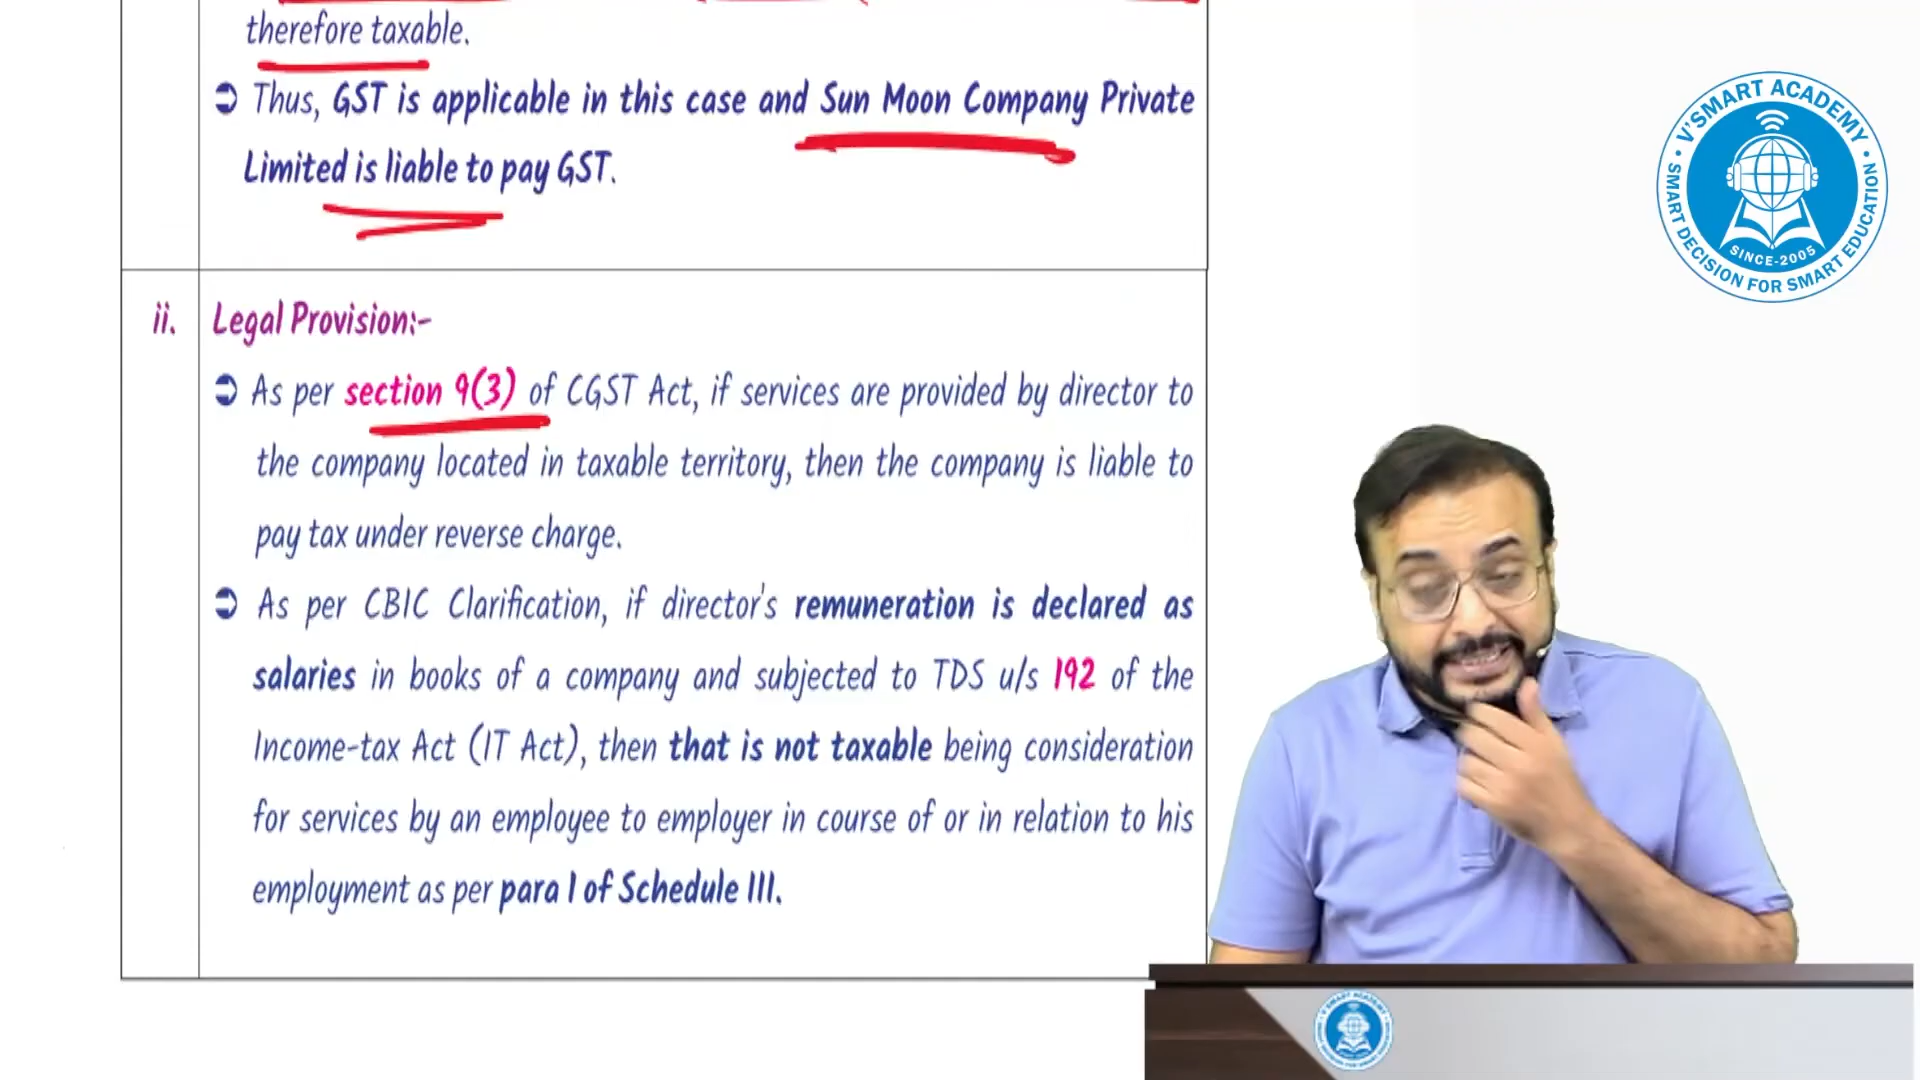 therefore taxable.
➲ Thus, GST is applicable in this case and Sun Moon Company Private
Limited is liable to pay GST.
ii. Legal Provision:-
➲ As per section 9(3) of CGST Act, if services are provided by director to
the company located in taxable territory, then the company is liable to
pay tax under reverse charge.
➲ As per CBIC Clarification, if director's remuneration is declared as
salaries in books of a company and subjected to TDS u/s 192 of the
Income-tax Act (IT Act), then that is not taxable being consideration
for services by an employee to employer in course of or in relation to his
employment as per para 1 of Schedule III.
V'SMART ACADEMY
SINCE-2005
SMART DECISION FOR SMART EDUCATION